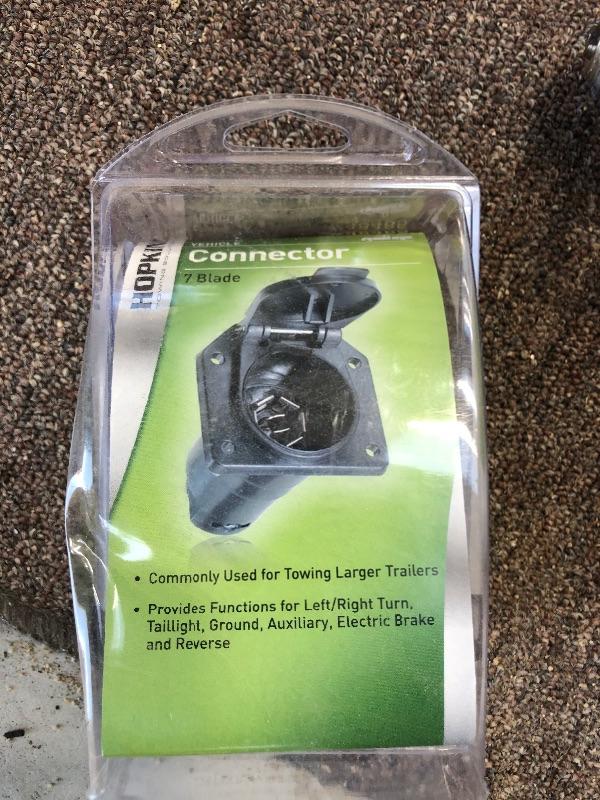 VEHICLE
Connector
7 Blade
HOPKIN
TOWING
• Commonly Used for Towing Larger Trailers
• Provides Functions for Left/Right Turn,
Taillight, Ground, Auxiliary, Electric Brake
and Reverse